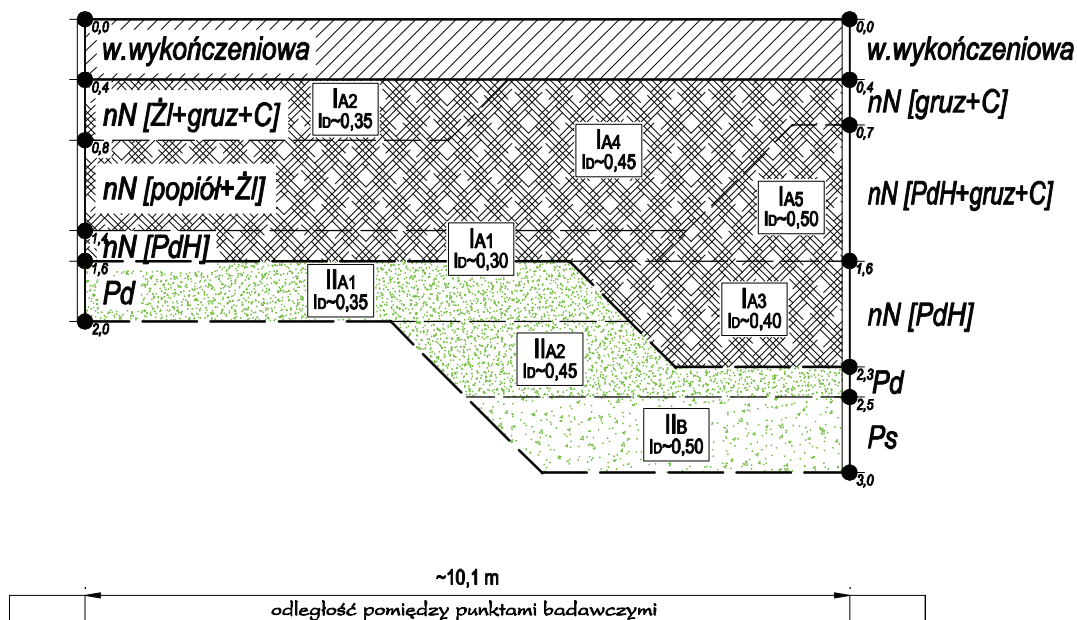 0,0
w.wykończeniowa
0,4
nN [Żl+gruz+C]
0,8
nN [popiół+Żl]
1,4
nN [PdH]
1,6
Pd
2,0
IA2
ID~0,35
IA4
ID~0,45
IA5
ID~0,50
IA1
ID~0,30
IIA1
ID~0,35
IA3
ID~0,40
IIA2
ID~0,45
IIB
ID~0,50
0,0
w.wykończeniowa
0,4
nN [gruz+C]
0,7
nN [PdH+gruz+C]
1,6
nN [PdH]
2,3
Pd
2,5
Ps
3,0
~10,1 m
odległość pomiędzy punktami badawczymi